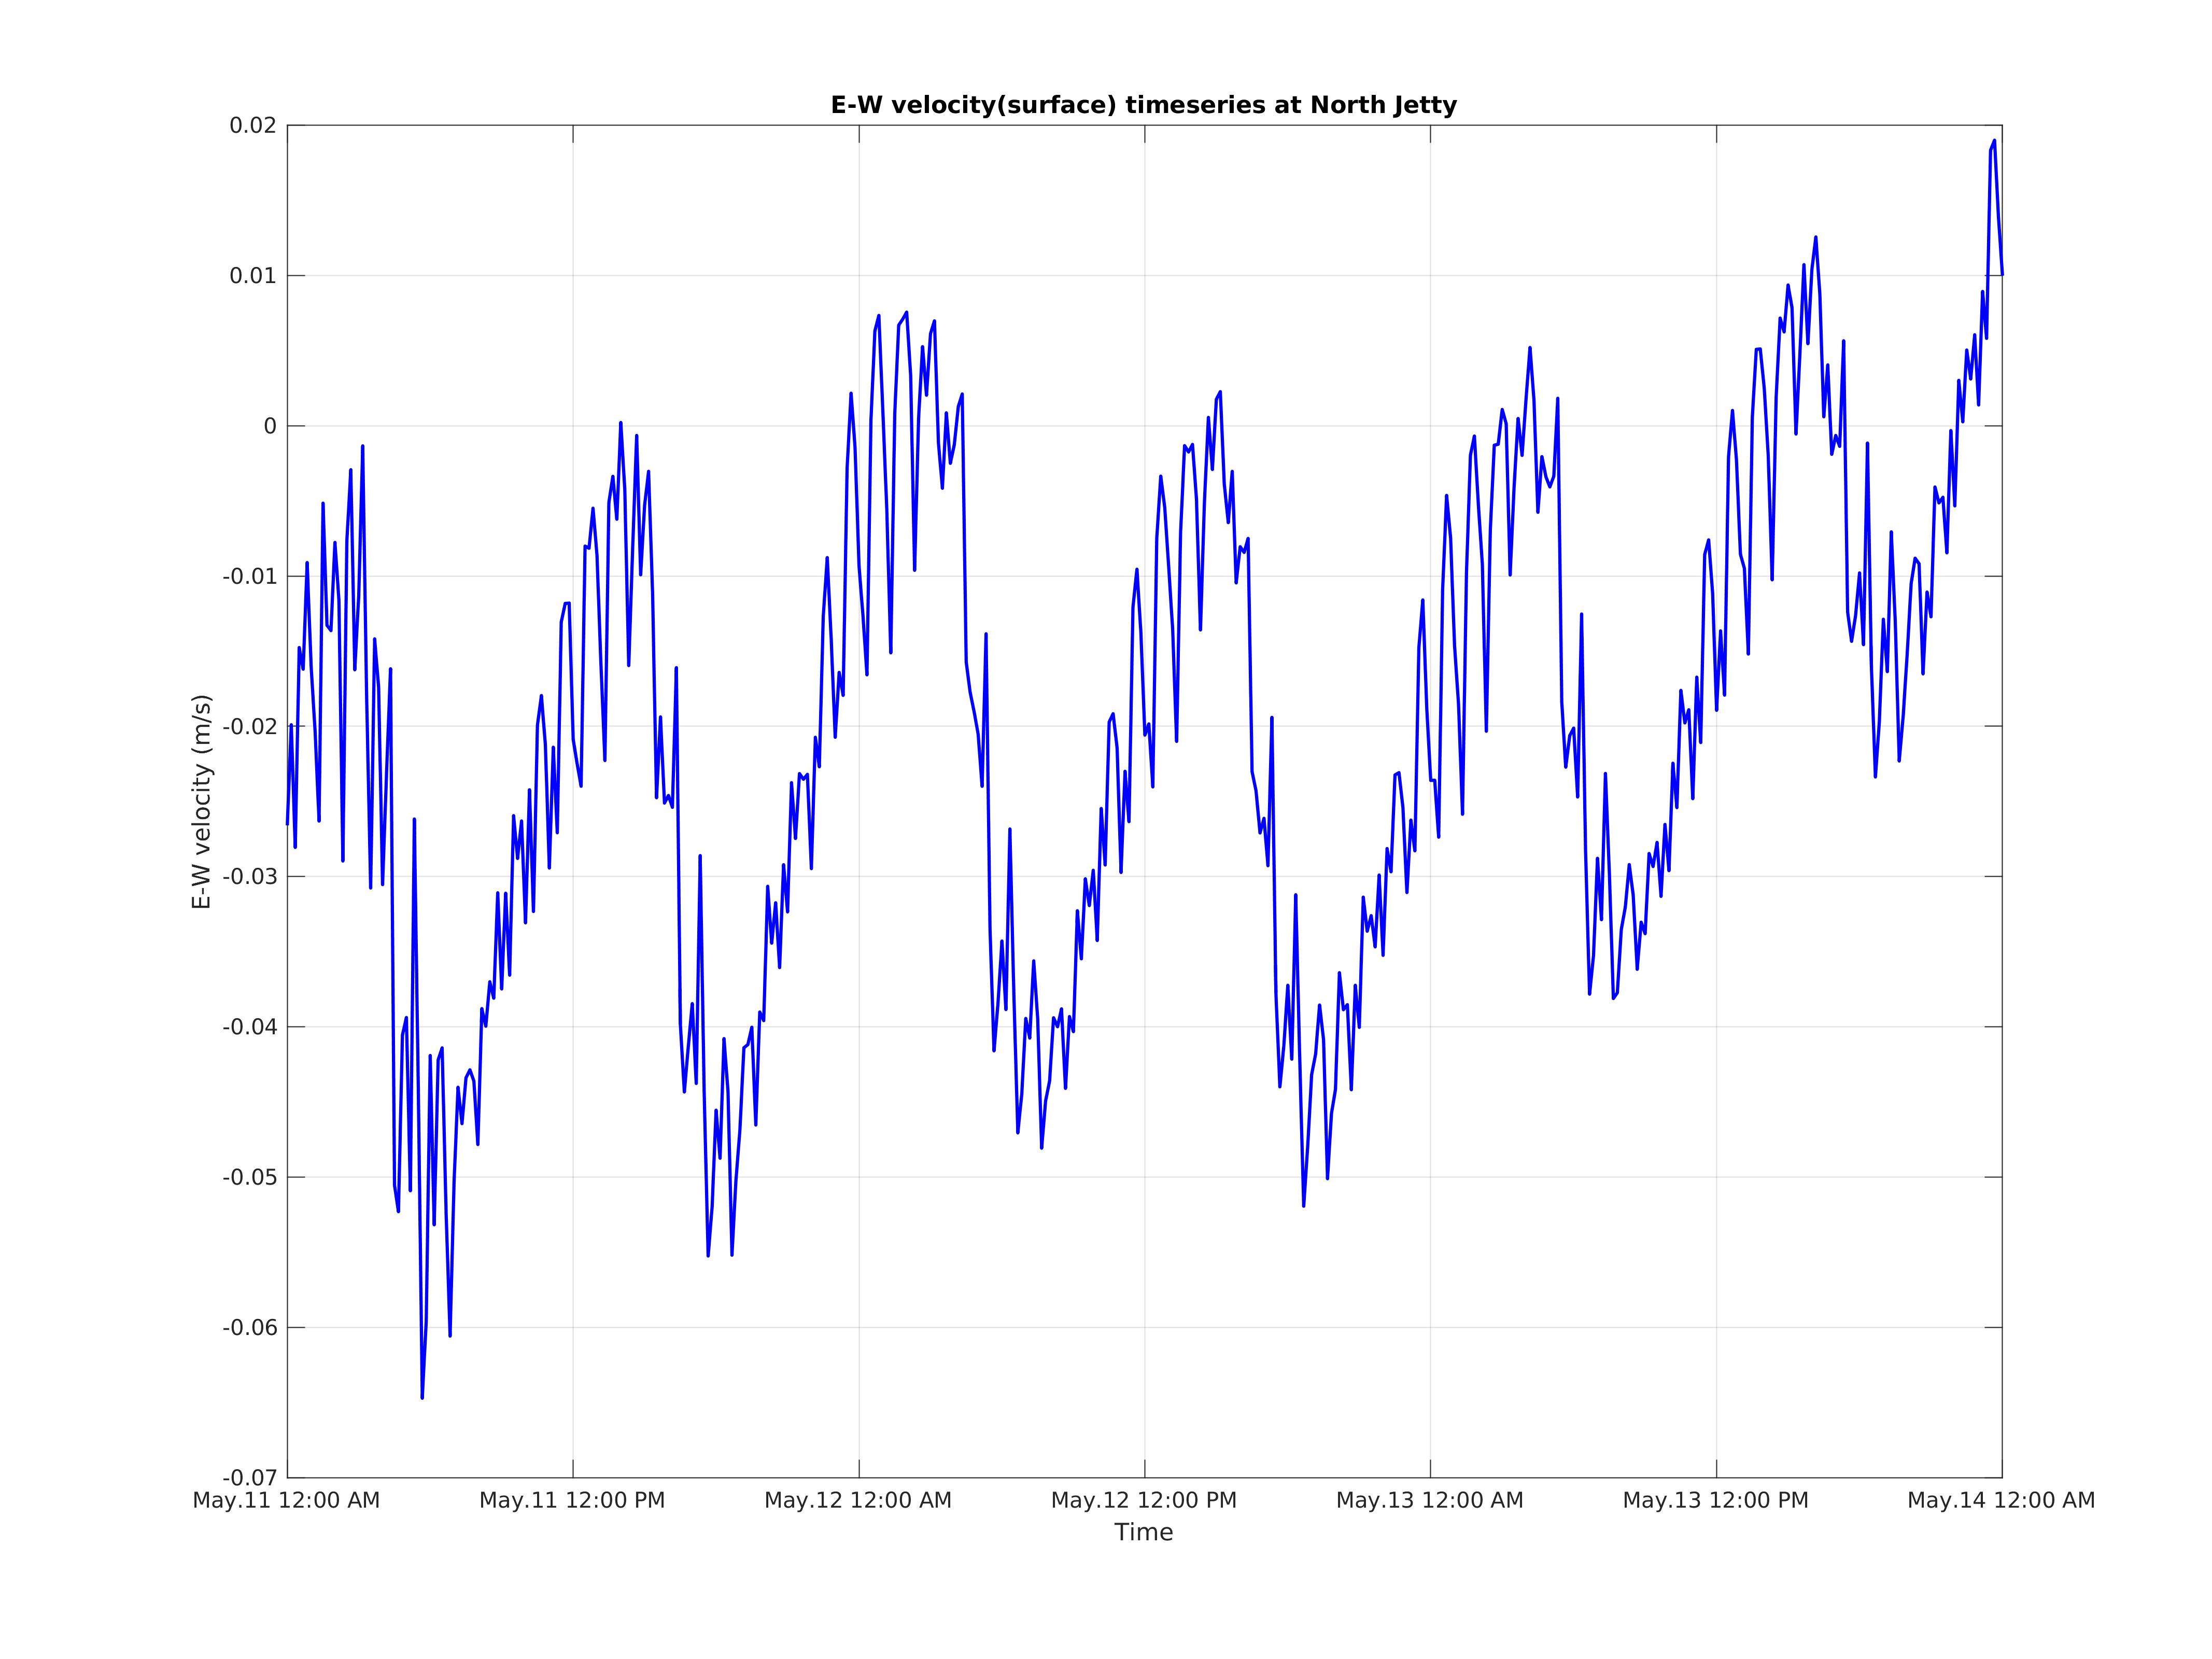 E-W velocity(surface) timeseries at North Jetty
0.02
0.01
0
-0.01
-0.02
-0.03
-0.04
-0.05
-0.06
-0.07
E-W velocity (m/s)
May.11 12:00 AM May.11 12:00 PM May.12 12:00 AM May.12 12:00 PM May.13 12:00 AM May.13 12:00 PM May.14 12:00 AM
Time